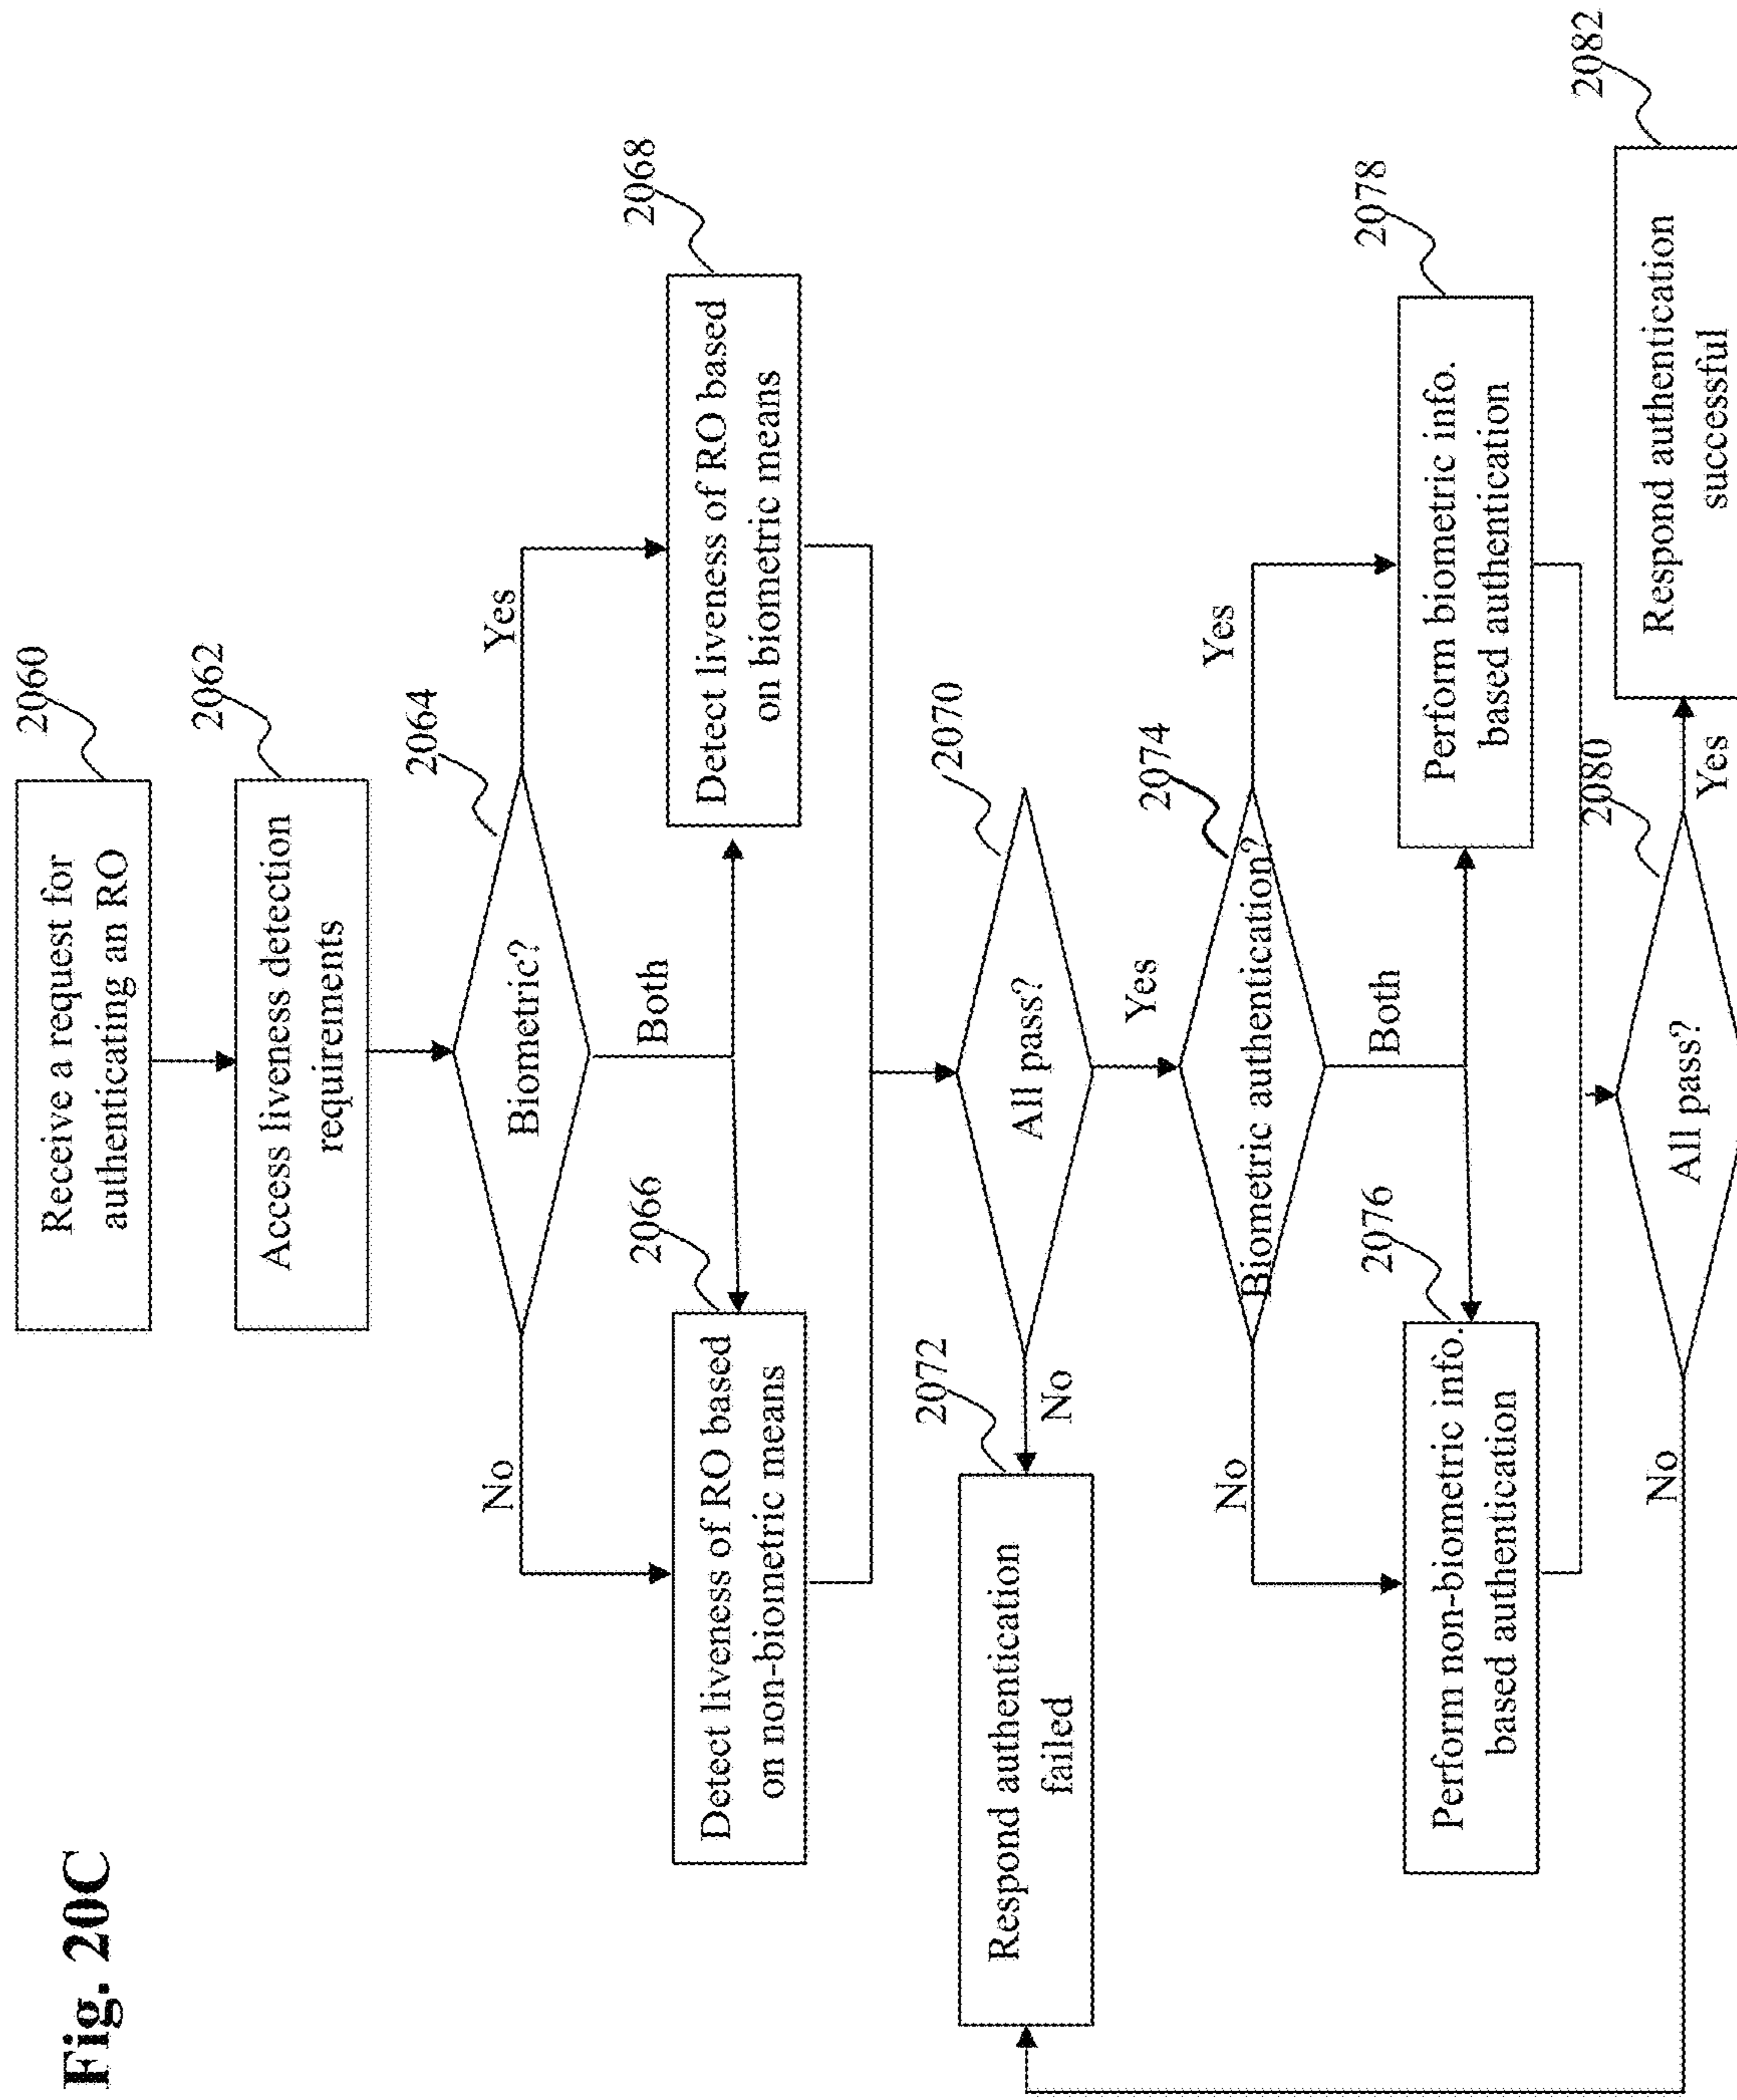 Fig. 20C
2060
Receive a request for
authenticating an RO
2062
Access liveness detection
requirements
2064
Biometric?
No
Yes
Both
2066
Detect liveness of RO based
on non-biometric means
2068
Detect liveness of RO based
on biometric means
2070
All pass?
No
Yes
2072
Respond authentication
failed
2074
Biometric authentication?
No
Yes
Both
2076
Perform non-biometric info.
based authentication
2078
Perform biometric info.
based authentication
2080
All pass?
No
Yes
2082
Respond authentication
successful